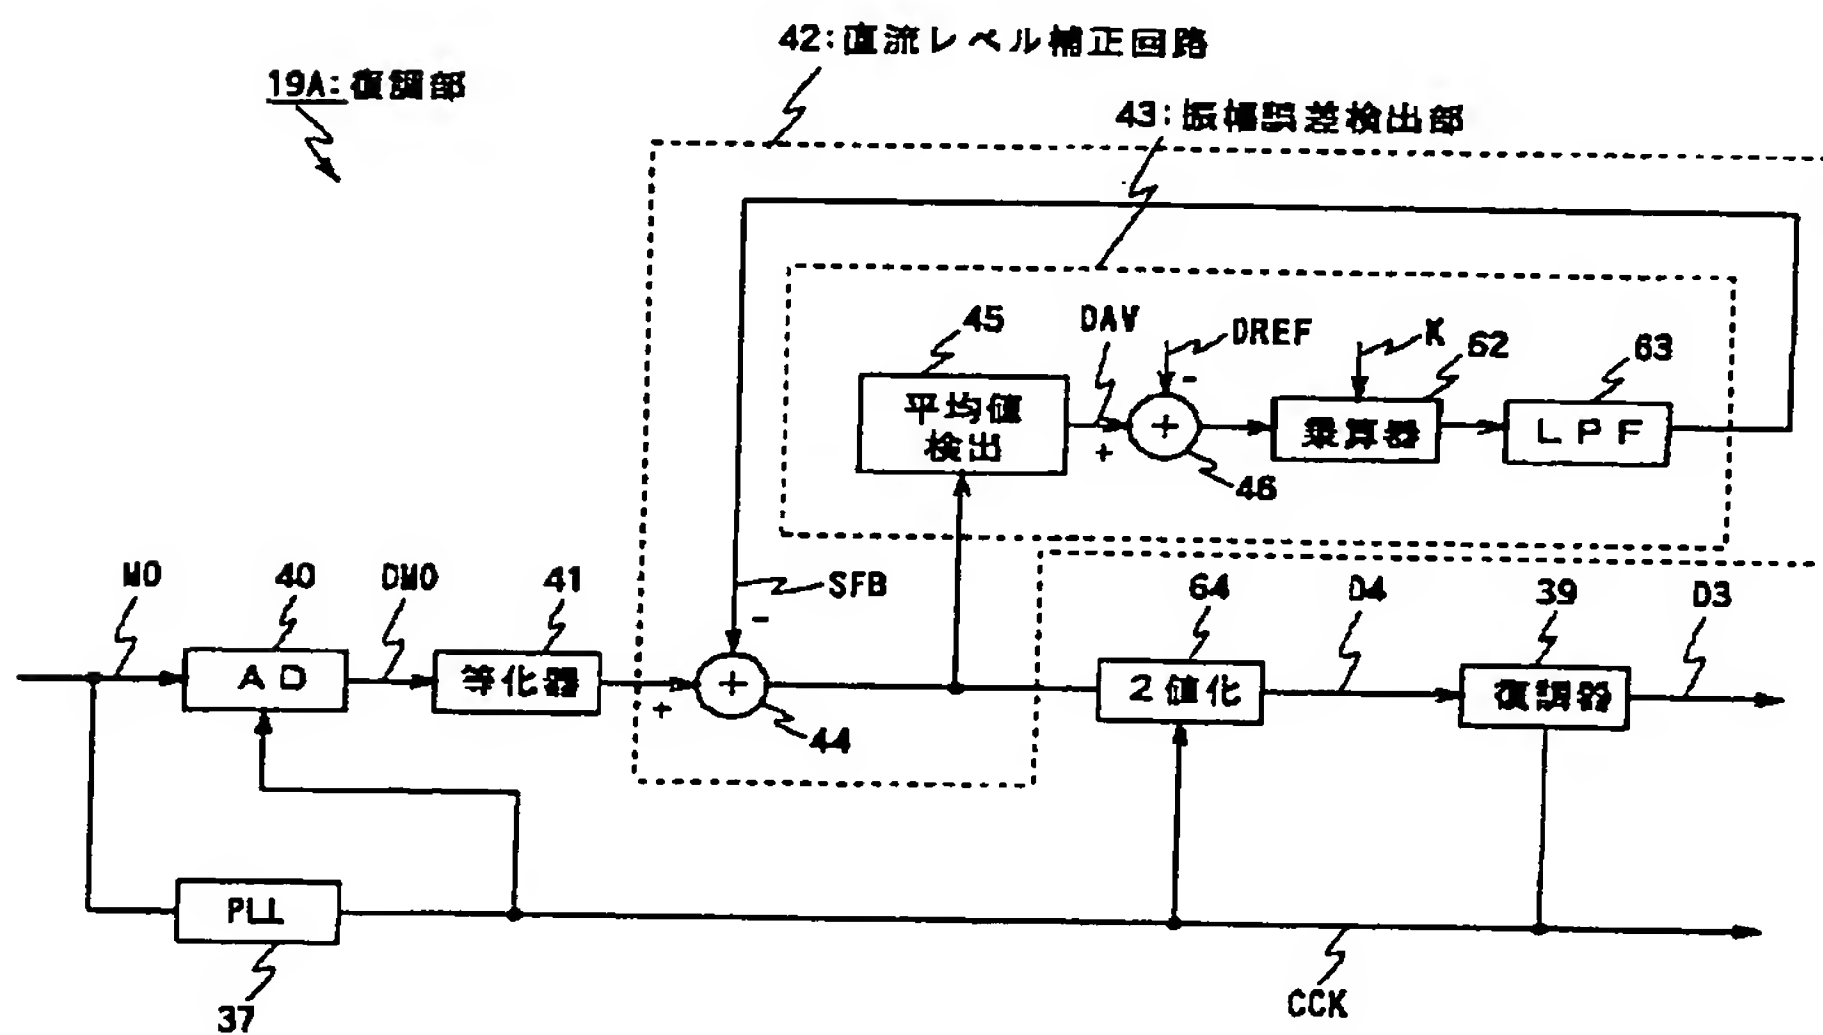 42:直流レベル補正回路
19A:復調部
43:振幅誤差検出部
45
DAV
DREF
K
62
63
平均値
検出
+
-
+
乗算器
LPF
46
MO
40
DMO
41
SFB
-
64
D4
39
D3
AD
等化器
+
+
44
2値化
復調器
PLL
37
CCK